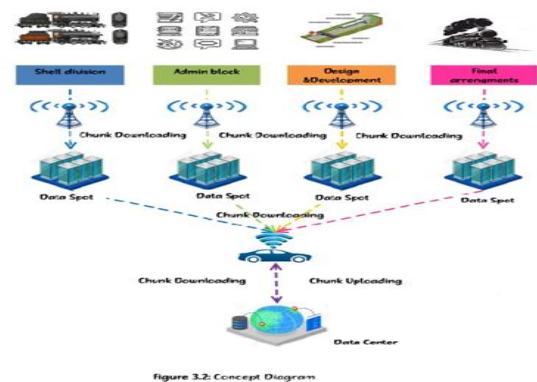 Shell division
Admin block
Design
&Development
Final
arrengments
Chunk Downloading
Chunk Downloading
Chunk Downloading
Data Spot
Data Spot
Data Spot
Data Spot
Chunk Downloading
Chunk Downloading
Chunk Uploading
Data Center
Figure 3.2: Concept Diagram